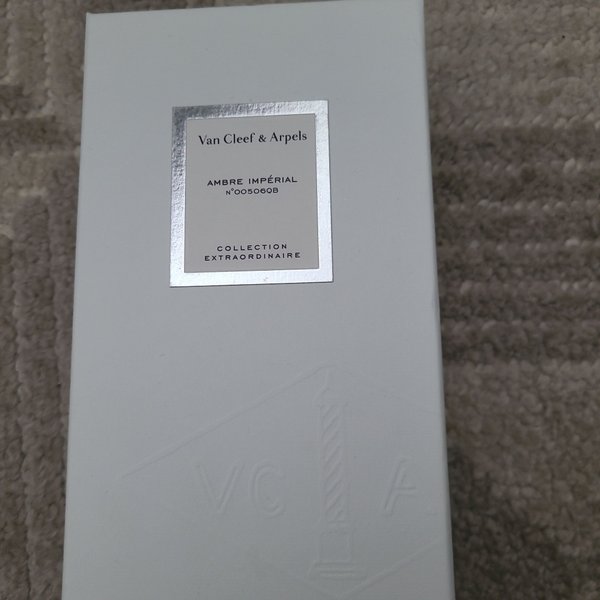 Van Cleef & Arpels
AMBRE IMPÉRIAL
N°005060B
COLLECTION
EXTRAORDINAIRE
VC A.